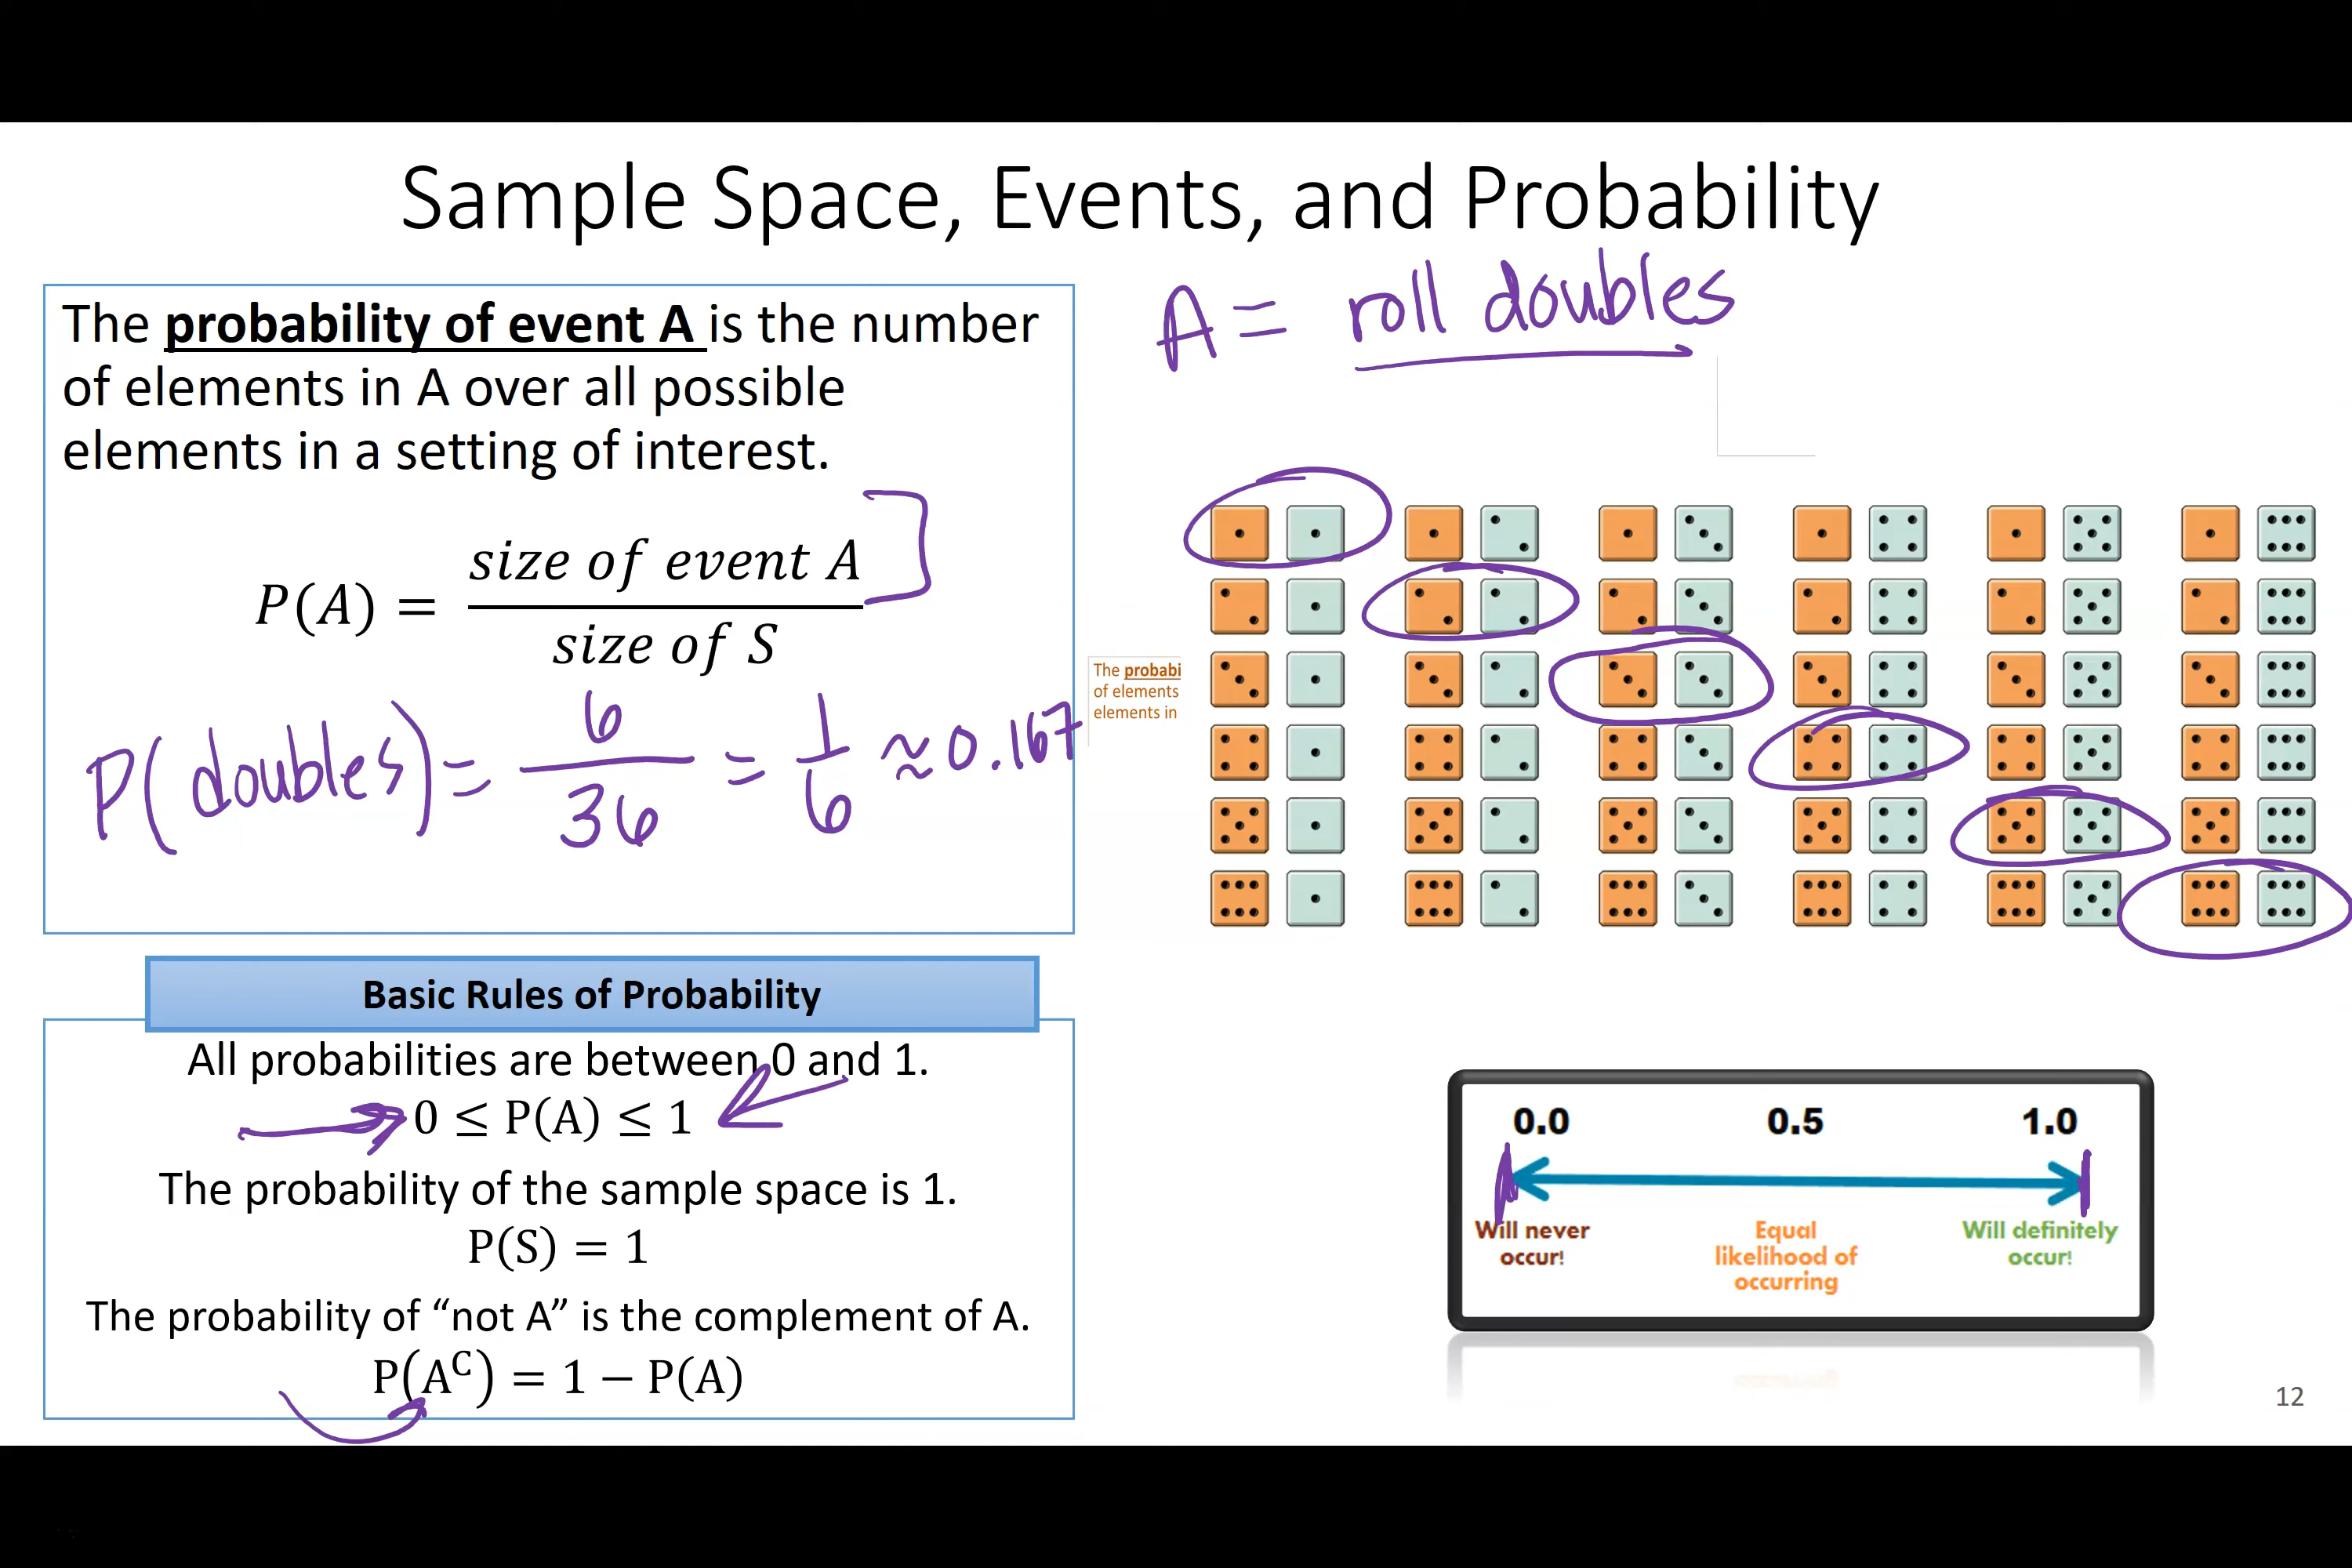 Sample Space, Events, and Probability
The probability of event A is the number
of elements in A over all possible
elements in a setting of interest.
P(A) = size of event A / size of S
P(doubles) = 6/36 = 1/6 ≈ 0.167
A = roll doubles
The probabi
of elements
elements in
Basic Rules of Probability
All probabilities are between 0 and 1.
0 ≤ P(A) ≤ 1
The probability of the sample space is 1.
P(S) = 1
The probability of “not A” is the complement of A.
P(Aᶜ) = 1 − P(A)
0.0 0.5 1.0
Will never
occur!
Equal
likelihood of
occurring
Will definitely
occur!
12